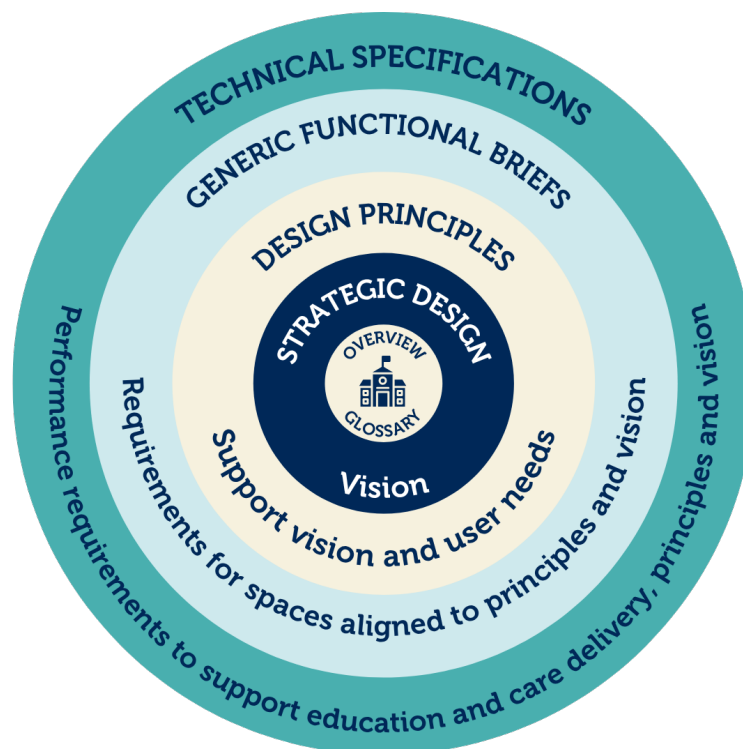 TECHNICAL SPECIFICATIONS
GENERIC FUNCTIONAL BRIEFS
DESIGN PRINCIPLES
STRATEGIC DESIGN
OVERVIEW
GLOSSARY
Vision
Support vision and user needs
Requirements for spaces aligned to principles and vision
Performance requirements to support education and care delivery, principles and vision